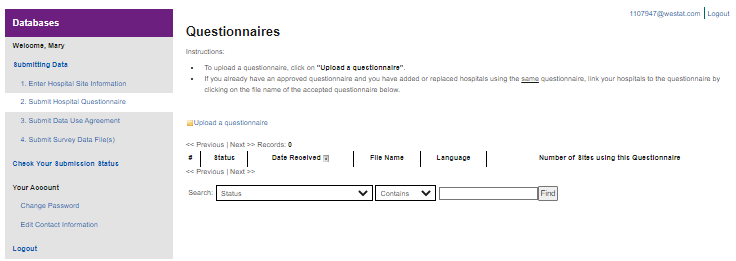 1107947@westat.com | Logout
Databases
Welcome, Mary
Submitting Data
1. Enter Hospital Site Information
2. Submit Hospital Questionnaire
3. Submit Data Use Agreement
4. Submit Survey Data File(s)
Check Your Submission Status
Your Account
Change Password
Edit Contact Information
Logout
Questionnaires
Instructions:
• To upload a questionnaire, click on "Upload a questionnaire".
• If you already have an approved questionnaire and you have added or replaced hospitals using the same questionnaire, link your hospitals to the questionnaire by
clicking on the file name of the accepted questionnaire below.
Upload a questionnaire
<< Previous | Next >> Records: 0
# Status Date Received File Name Language Number of Sites using this Questionnaire
<< Previous | Next >>
Search: Status Contains Find